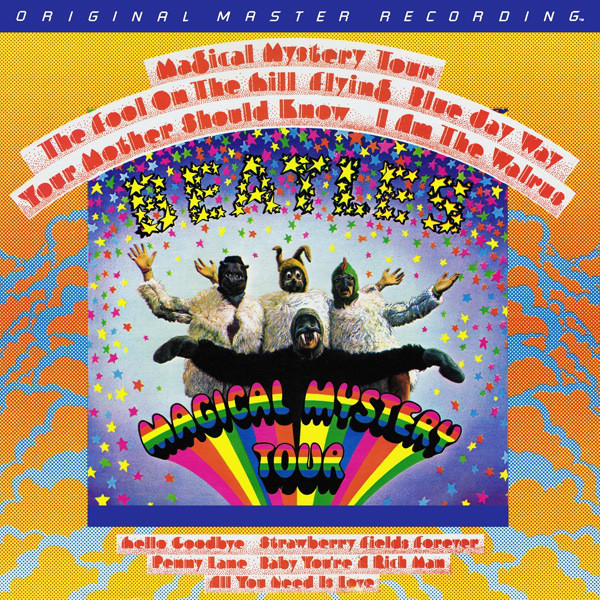 ORIGINAL MASTER RECORDING™
Magical Mystery Tour
The Fool On The Hill Flying Blue Jay Way
Your Mother Should Know I Am The Walrus
BEATLES
MAGICAL MYSTERY
TOUR
Hello Goodbye Strawberry Fields Forever
Penny Lane Baby You're A Rich Man
All You Need Is Love